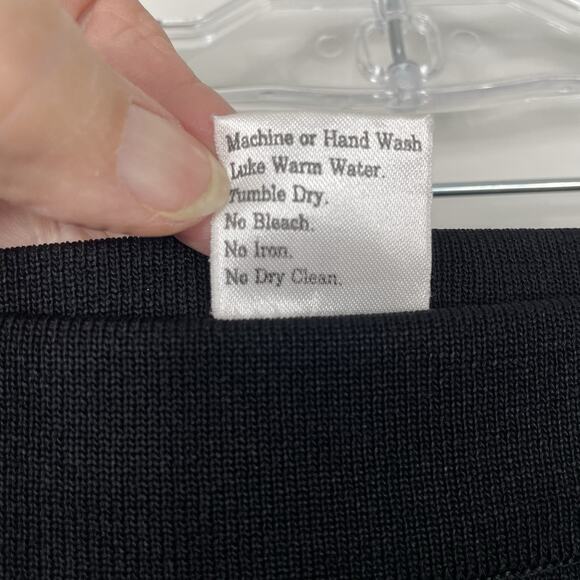 Machine or Hand Wash
Luke Warm Water.
Tumble Dry.
No Bleach.
No Iron.
No Dry Clean.